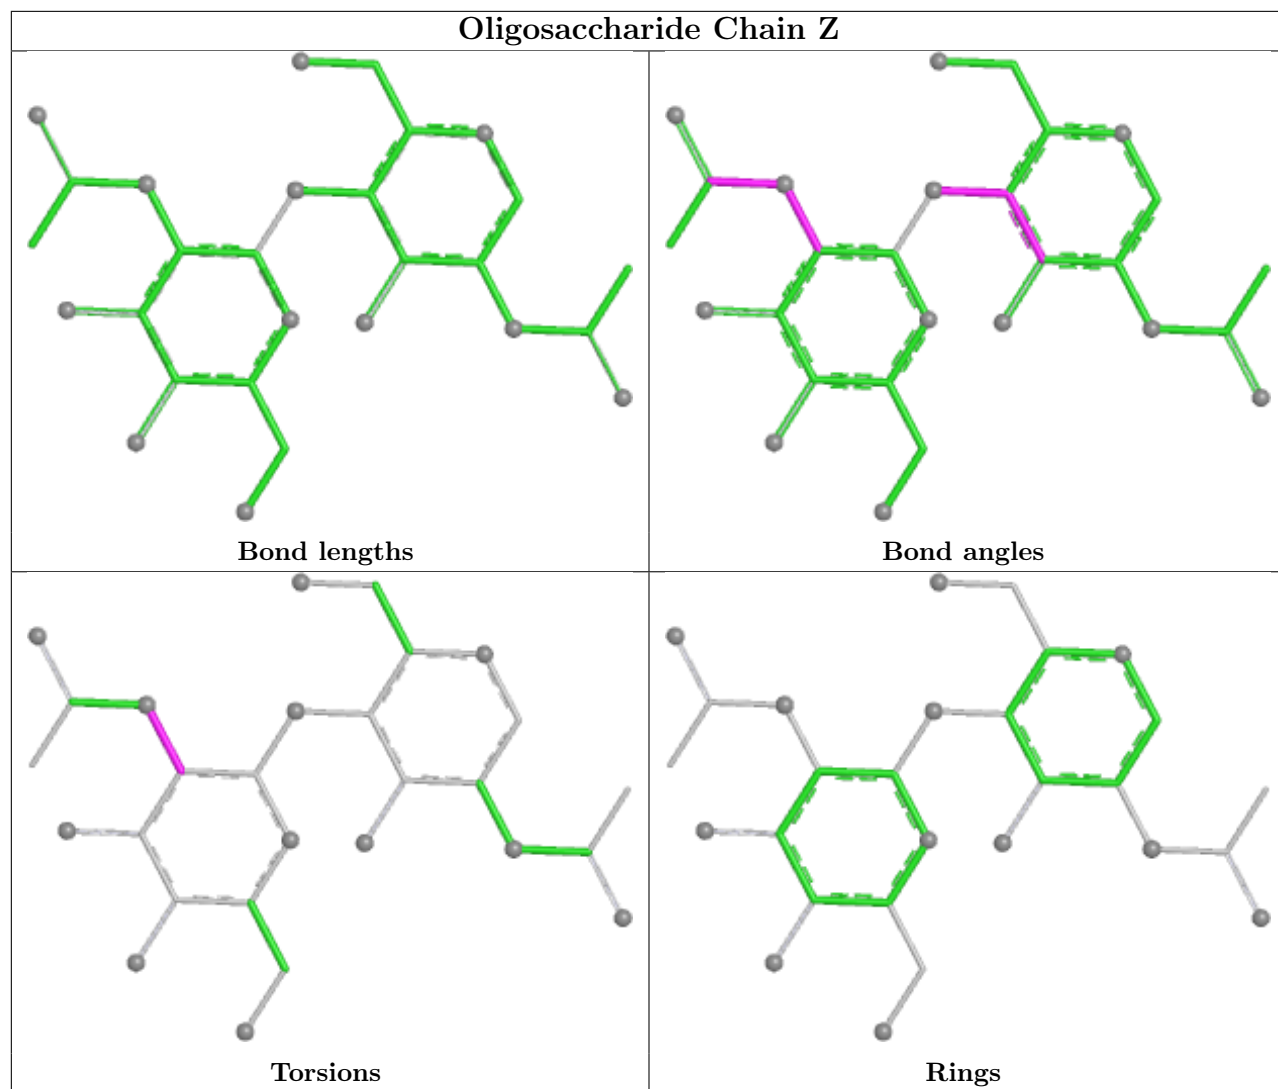 Oligosaccharide Chain Z
Bond lengths
Bond angles
Torsions
Rings